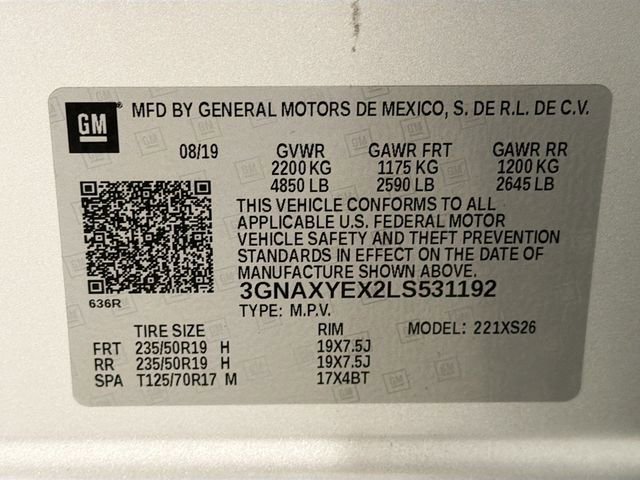 GM
MFD BY GENERAL MOTORS DE MEXICO, S. DE R.L. DE C.V.
08/19 GVWR GAWR FRT GAWR RR
2200 KG 1175 KG 1200 KG
4850 LB 2590 LB 2645 LB
THIS VEHICLE CONFORMS TO ALL
APPLICABLE U.S. FEDERAL MOTOR
VEHICLE SAFETY AND THEFT PREVENTION
STANDARDS IN EFFECT ON THE DATE OF
MANUFACTURE SHOWN ABOVE.
636R
3GNAXYEX2LS531192
TYPE: M.P.V.
TIRE SIZE RIM MODEL: 221XS26
FRT 235/50R19 H 19X7.5J
RR 235/50R19 H 19X7.5J
SPA T125/70R17 M 17X4BT